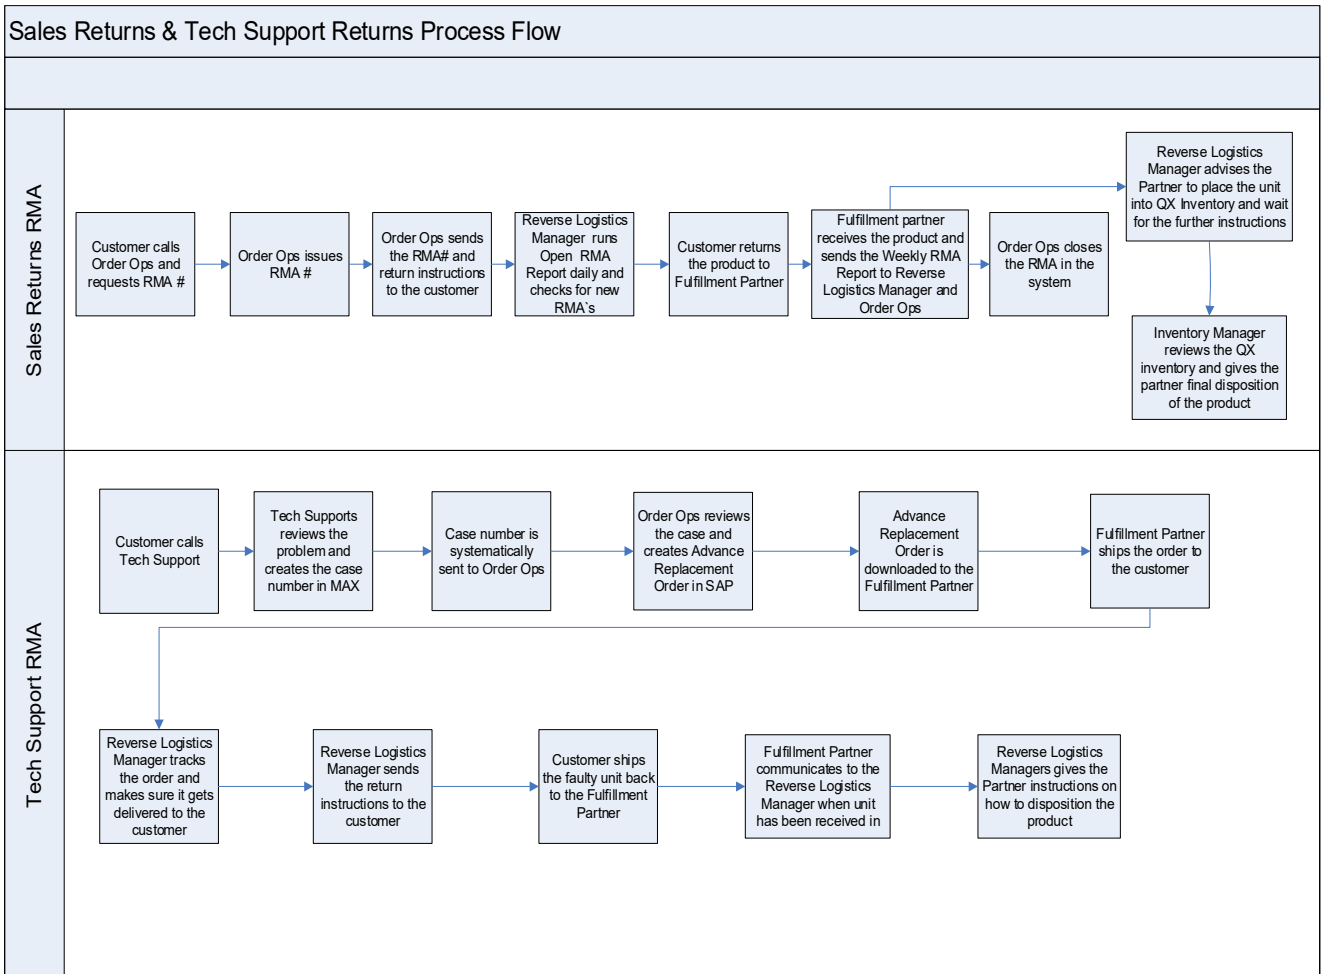 Sales Returns & Tech Support Returns Process Flow
Sales Returns RMA
Customer calls
Order Ops and
requests RMA #
Order Ops issues
RMA #
Order Ops sends
the RMA# and
return instructions
to the customer
Reverse Logistics
Manager runs
Open RMA
Report daily and
checks for new
RMA`s
Customer returns
the product to
Fulfillment Partner
Fulfillment partner
receives the product and
sends the Weekly RMA
Report to Reverse
Logistics Manager and
Order Ops
Order Ops closes
the RMA in the
system
Reverse Logistics
Manager advises the
Partner to place the unit
into QX Inventory and wait
for the further instructions
Inventory Manager
reviews the QX
inventory and gives the
partner final disposition
of the product
Tech Support RMA
Customer calls
Tech Support
Tech Supports
reviews the
problem and
creates the case
number in MAX
Case number is
systematically
sent to Order Ops
Order Ops reviews
the case and
creates Advance
Replacement
Order in SAP
Advance
Replacement
Order is
downloaded to the
Fulfillment Partner
Fulfillment Partner
ships the order to
the customer
Reverse Logistics
Manager tracks
the order and
makes sure it gets
delivered to the
customer
Reverse Logistics
Manager sends
the return
instructions to the
customer
Customer ships
the faulty unit back
to the Fulfillment
Partner
Fulfillment Partner
communicates to the
Reverse Logistics
Manager when unit
has been received in
Reverse Logistics
Managers gives the
Partner instructions on
how to disposition the
product